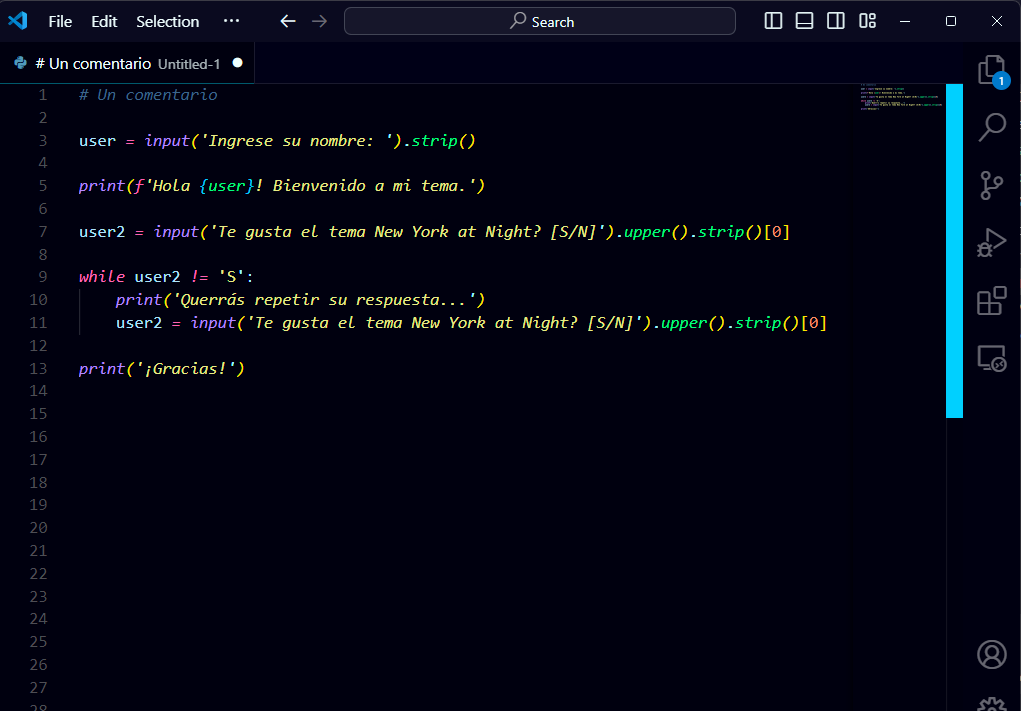 File Edit Selection ··· Search
# Un comentario Untitled-1
1
1 # Un comentario
2
3 user = input('Ingrese su nombre: ').strip()
4
5 print(f'Hola {user}! Bienvenido a mi tema.')
6
7 user2 = input('Te gusta el tema New York at Night? [S/N]').upper().strip()[0]
8
9 while user2 != 'S':
10 print('Querrás repetir su respuesta...')
11 user2 = input('Te gusta el tema New York at Night? [S/N]').upper().strip()[0]
12
13 print('¡Gracias!')
14
15
16
17
18
19
20
21
22
23
24
25
26
27
28